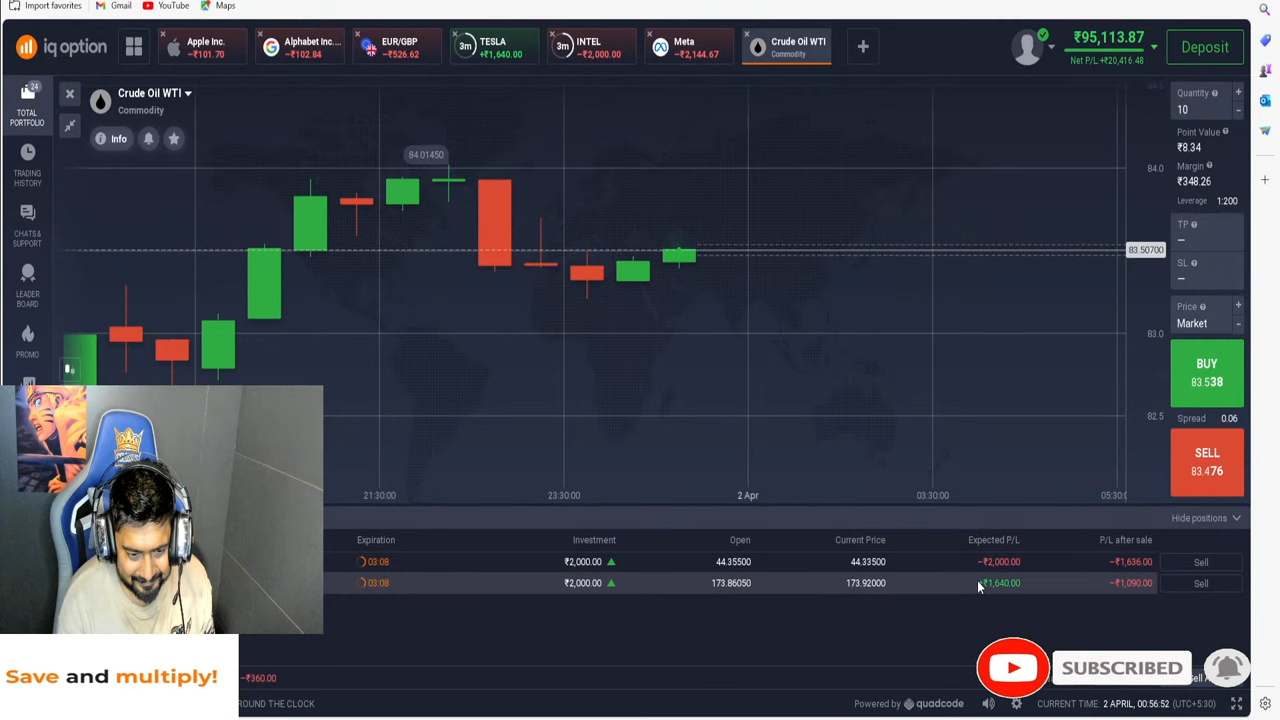 Import favorites Gmail YouTube Maps
iq option
Apple Inc.
−₹101.70
Alphabet Inc....
−₹102.84
EUR/GBP
−₹526.62
3m TESLA
+₹1,640.00
3m INTEL
−₹2,000.00
Meta
−₹2,144.67
Crude Oil WTI
Commodity
₹95,113.87
Net P/L: +₹20,416.48
Deposit
24
TOTAL
PORTFOLIO
TRADING
HISTORY
CHATS &
SUPPORT
LEADER
BOARD
PROMO
Crude Oil WTI
Commodity
Info
84.01450
84.0
83.50700
83.0
82.5
21:30:00 23:30:00 2 Apr 03:30:00 05:30:0
Quantity
10
Point Value
₹8.34
Margin
₹348.26
Leverage 1:200
TP
–
SL
–
Price
Market
BUY
83.538
Spread 0.06
SELL
83.476
Hide positions
Expiration Investment Open Current Price Expected P/L P/L after sale
03:08 ₹2,000.00 44.35500 44.33500 −₹2,000.00 −₹1,636.00 Sell
03:08 ₹2,000.00 173.86050 173.92000 ₹1,640.00 −₹1,090.00 Sell
Save and multiply!
−₹360.00
SUBSCRIBED
ROUND THE CLOCK
Powered by quadcode
CURRENT TIME: 2 APRIL, 00:56:52 (UTC+5:30)